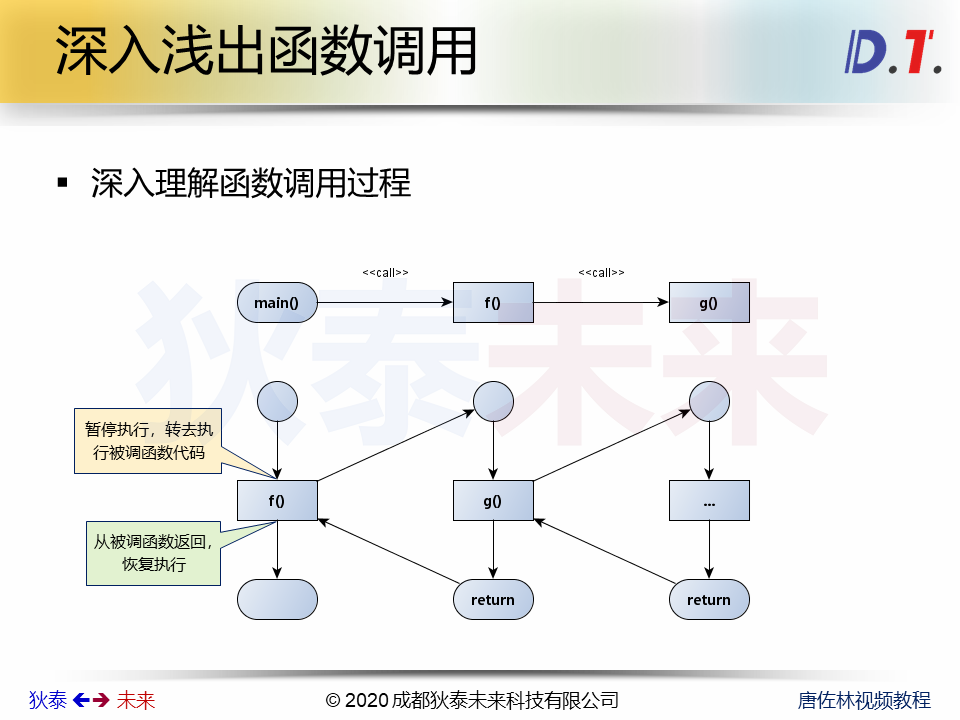 深入浅出函数调用
D.T.
▪ 深入理解函数调用过程
<<call>> <<call>>
main() f() g()
狄泰未来
暂停执行，转去执
行被调函数代码
f() g() ...
从被调函数返回，
恢复执行
return return
狄泰 未来
© 2020 成都狄泰未来科技有限公司
唐佐林视频教程